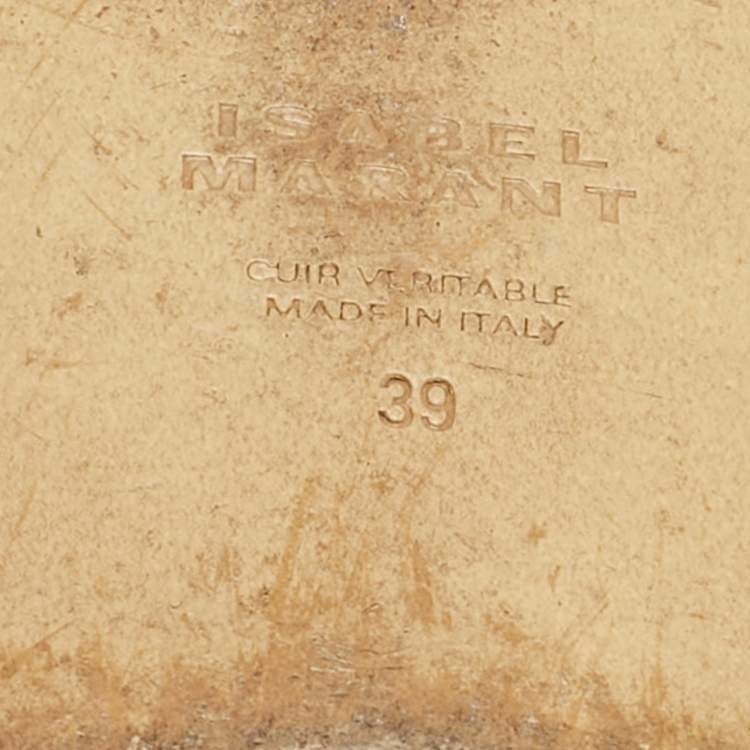 ISABEL
MARANT
CUIR VERITABLE
MADE IN ITALY
39